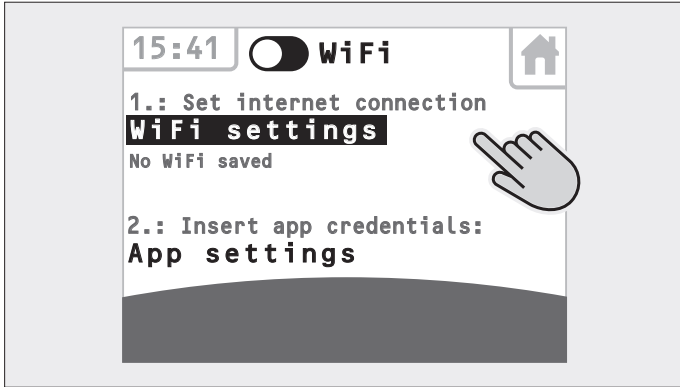 15:41 WiFi
1.: Set internet connection
WiFi settings
No WiFi saved
2.: Insert app credentials:
App settings